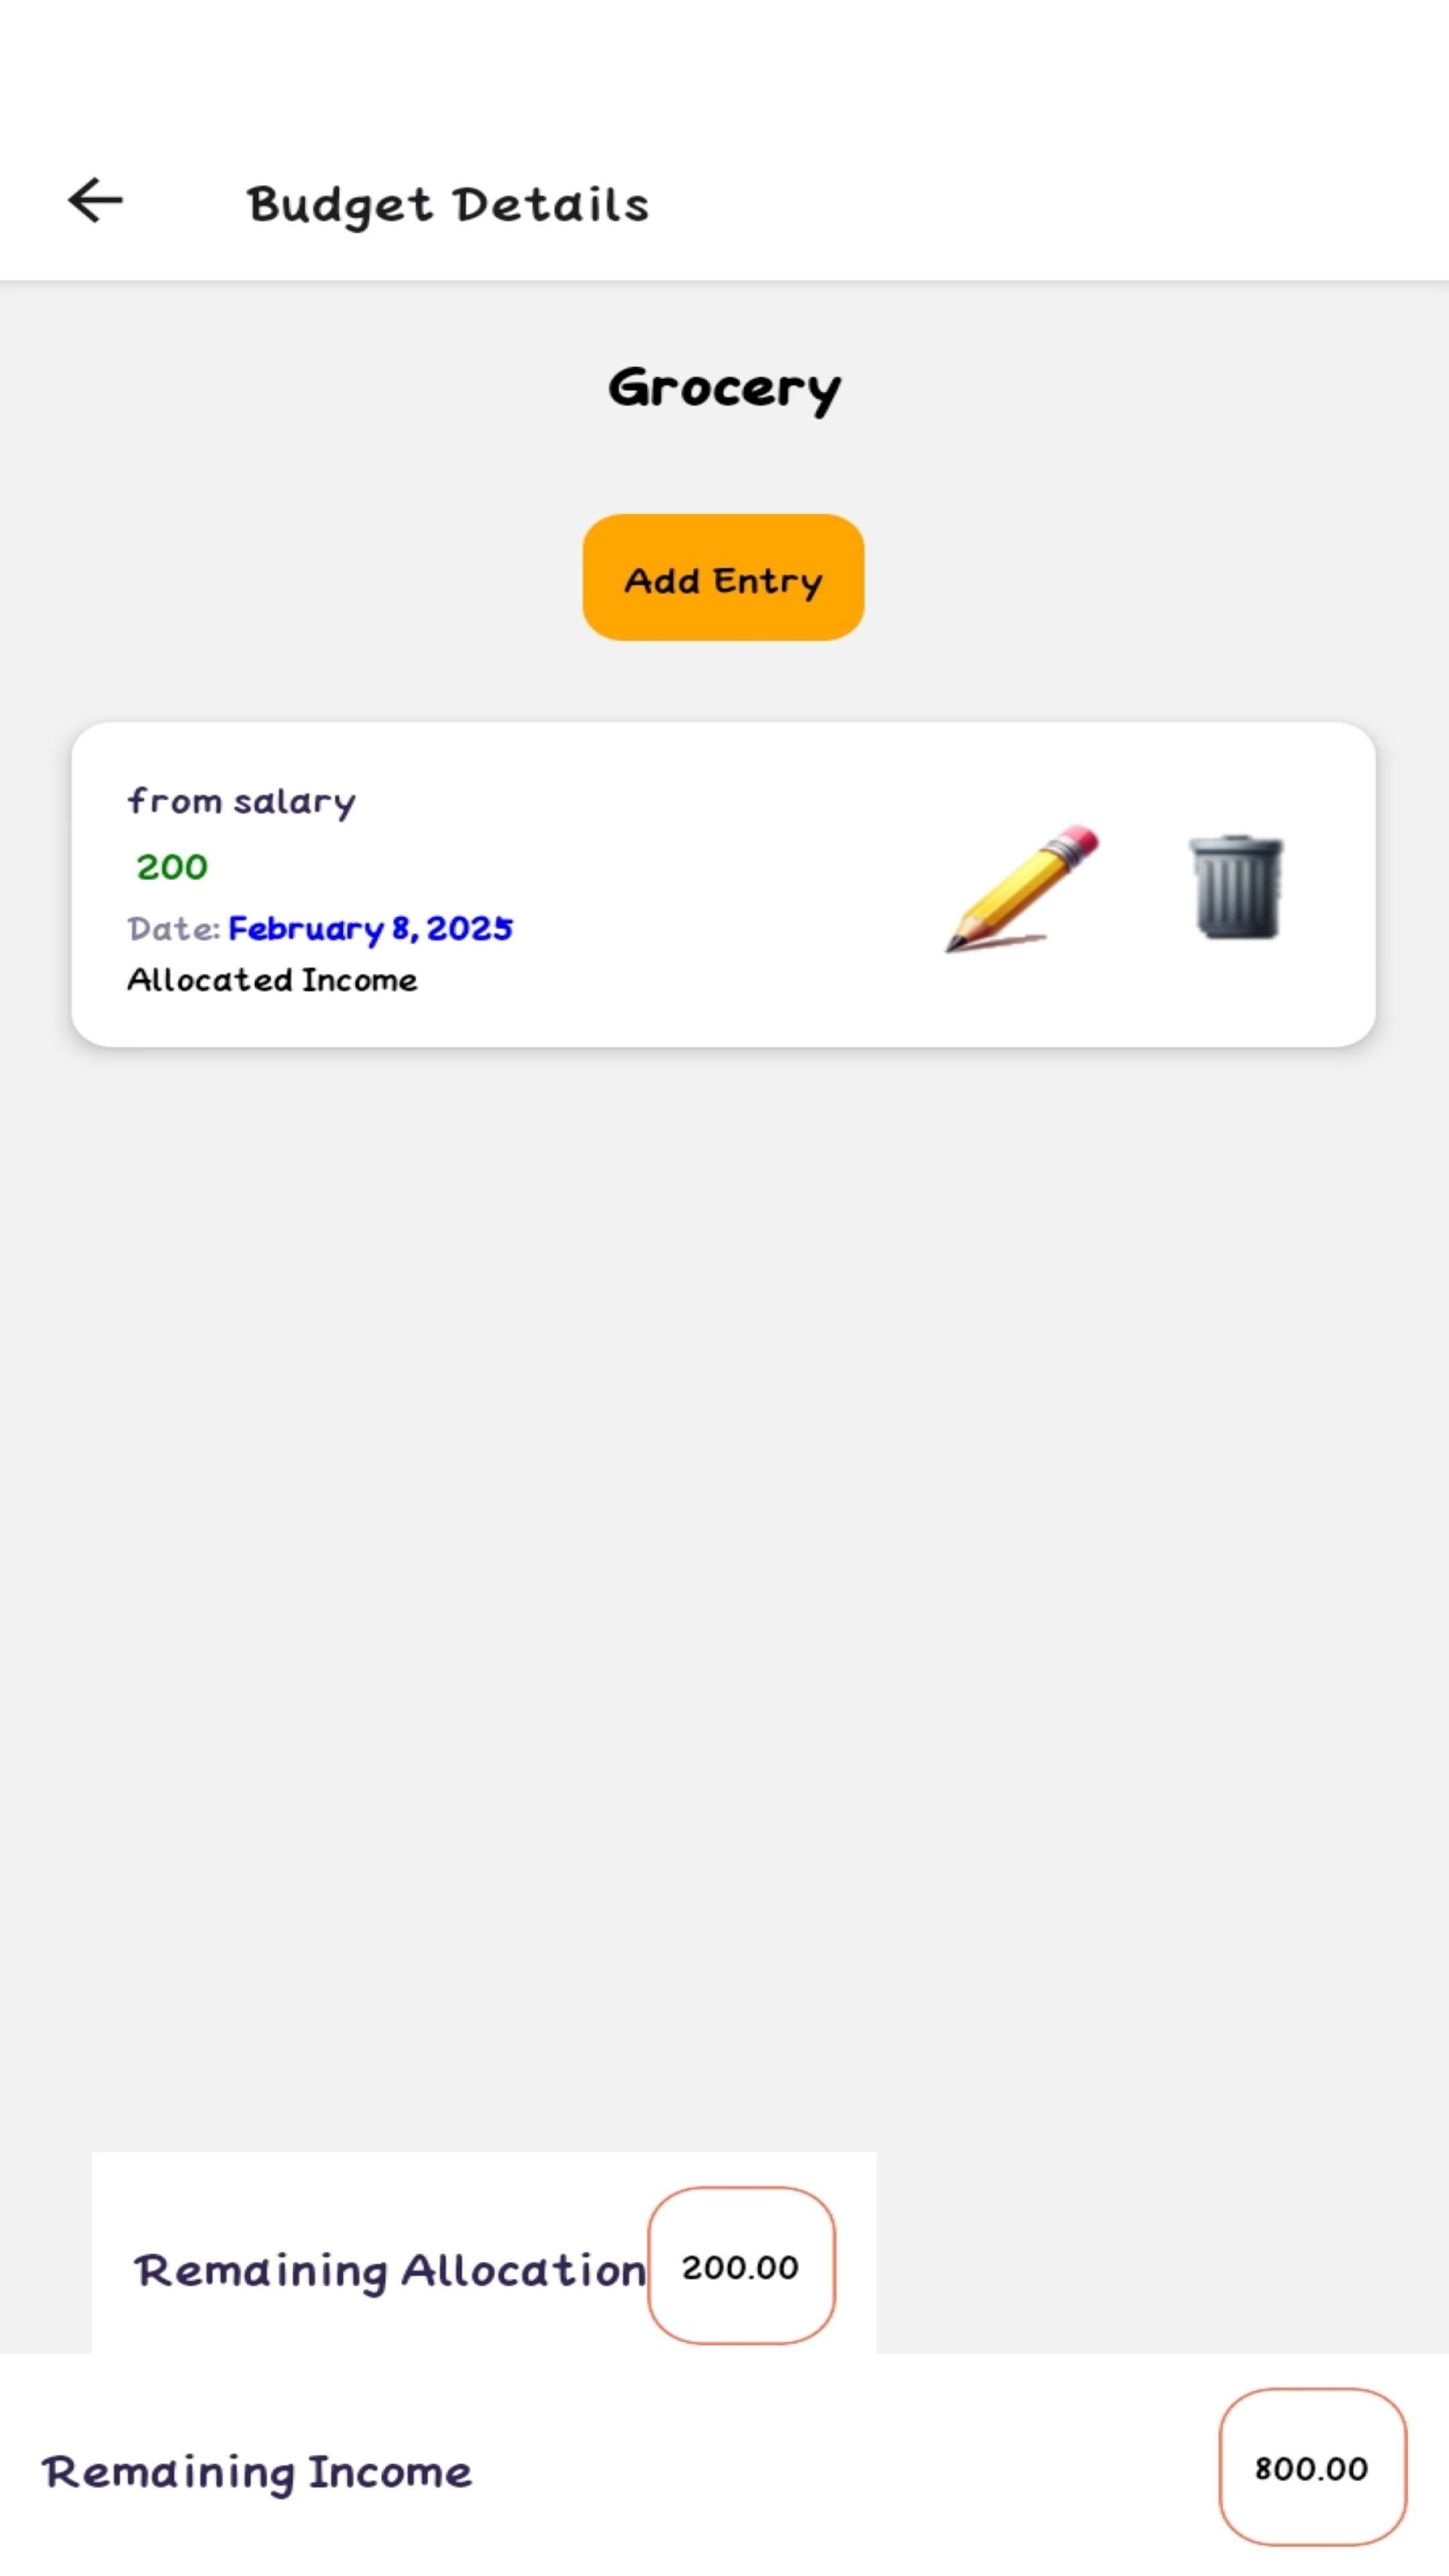 Budget Details
Grocery
Add Entry
from salary
200
Date: February 8, 2025
Allocated Income
Remaining Allocation 200.00
Remaining Income 800.00